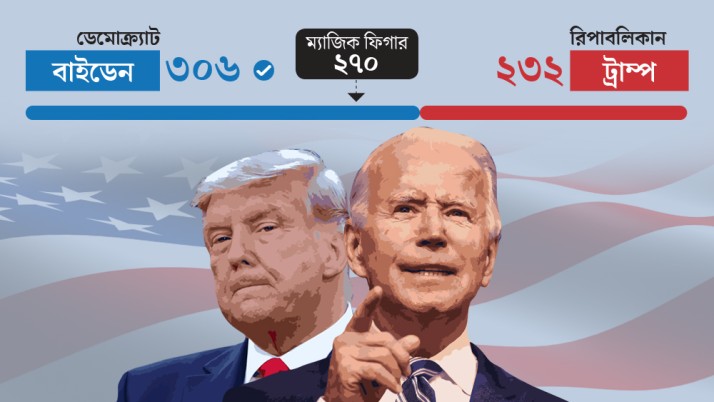 ডেমোক্র্যাট
বাইডেন ৩০৬
ম্যাজিক ফিগার
২৭০
রিপাবলিকান
২৩২ ট্রাম্প